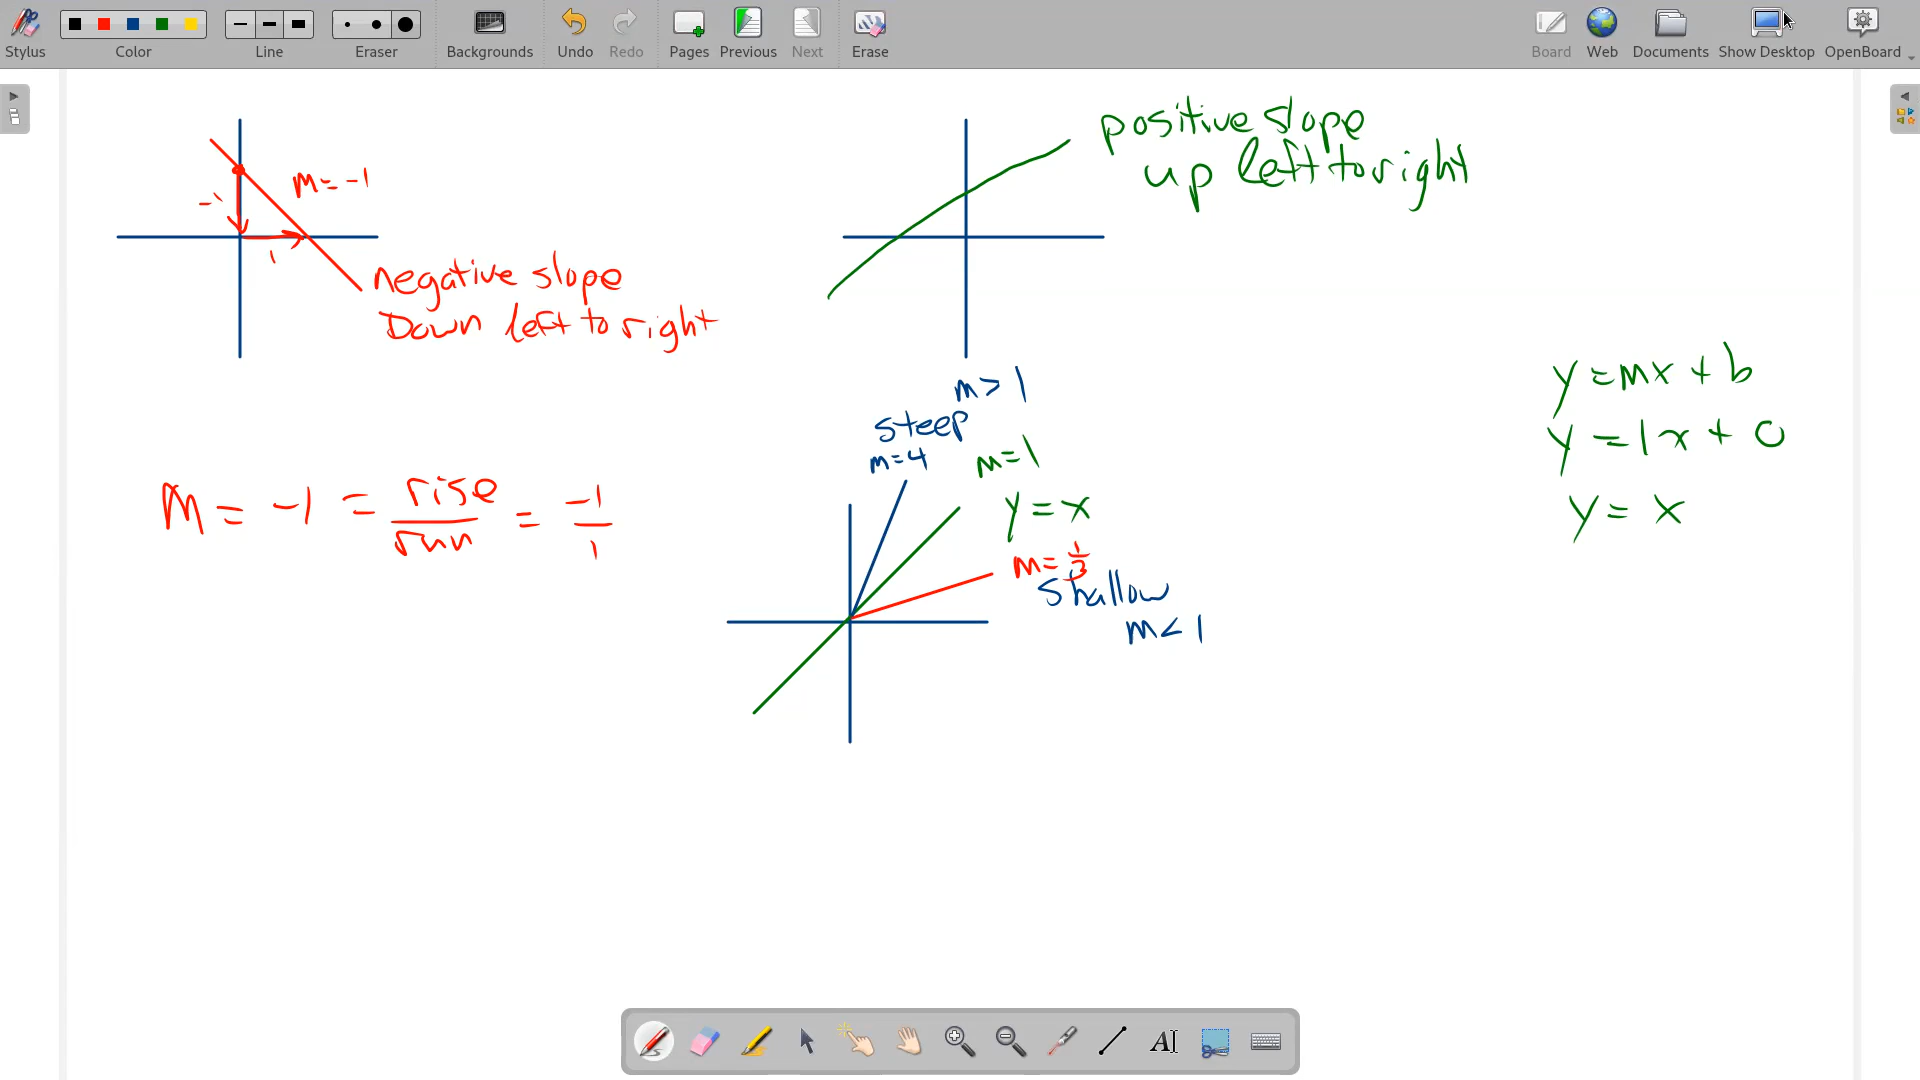 Stylus
Color
Line
Eraser
Backgrounds
Undo
Redo
Pages
Previous
Next
Erase
Board
Web
Documents
Show Desktop
OpenBoard
m = -1
-1
1
negative slope
Down left to right
positive slope
up left to right
y = mx + b
y = 1x + 0
y = x
m > 1
steep
m = 4
m = 1
y = x
m = 1/3
shallow
m < 1
M = -1 = rise/run = -1/1
AI